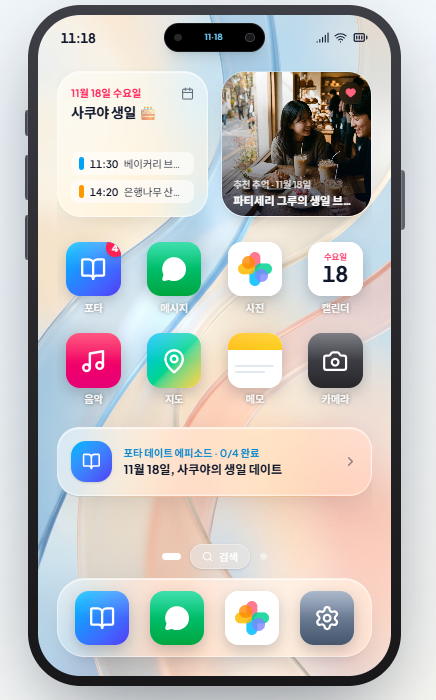 11:18
11·18
11월 18일 수요일
사쿠야 생일 🎂
11:30 베이커리 브...
14:20 은행나무 산...
추천 추억 · 11월 18일
파티세리 그루의 생일 브...
4
포타
메시지
사진
수요일
18
캘린더
음악
지도
메모
카메라
포타 데이트 에피소드 · 0/4 완료
11월 18일, 사쿠야의 생일 데이트
검색